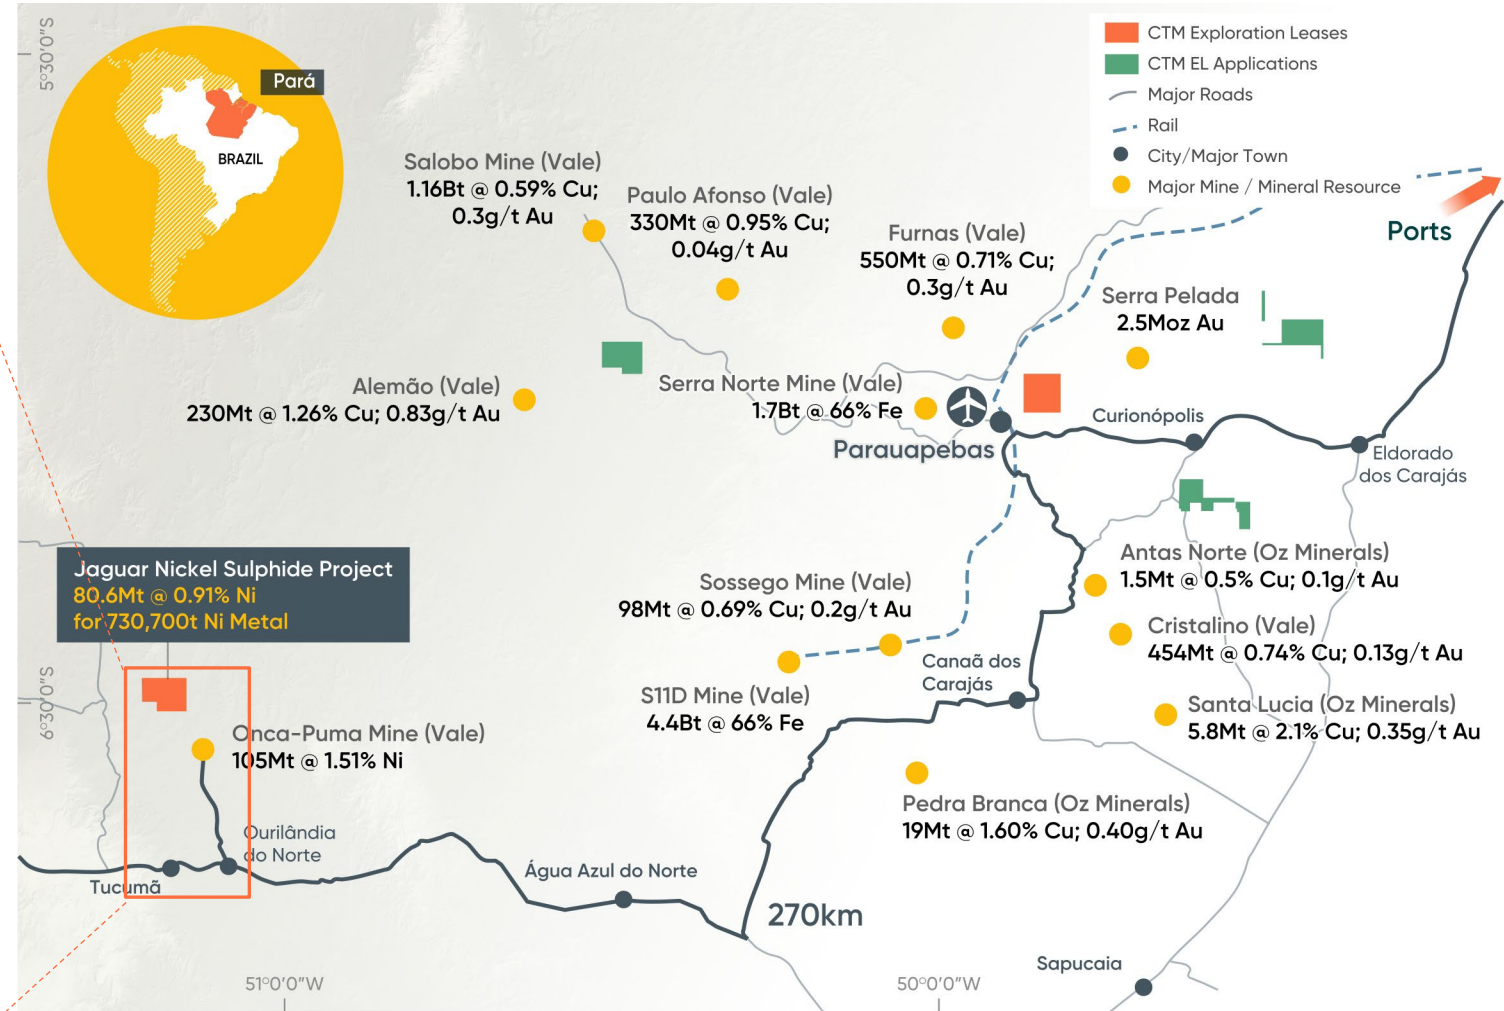 5°30'0"S
Pará
BRAZIL
CTM Exploration Leases
CTM EL Applications
Major Roads
Rail
City/Major Town
Major Mine / Mineral Resource
Ports
Salobo Mine (Vale)
1.16Bt @ 0.59% Cu;
0.3g/t Au
Paulo Afonso (Vale)
330Mt @ 0.95% Cu;
0.04g/t Au
Furnas (Vale)
550Mt @ 0.71% Cu;
0.3g/t Au
Serra Pelada
2.5Moz Au
Alemão (Vale)
230Mt @ 1.26% Cu; 0.83g/t Au
Serra Norte Mine (Vale)
1.7Bt @ 66% Fe
Parauapebas
Curionópolis
Eldorado
dos Carajás
Jaguar Nickel Sulphide Project
80.6Mt @ 0.91% Ni
for 730,700t Ni Metal
Sossego Mine (Vale)
98Mt @ 0.69% Cu; 0.2g/t Au
Antas Norte (Oz Minerals)
1.5Mt @ 0.5% Cu; 0.1g/t Au
Cristalino (Vale)
454Mt @ 0.74% Cu; 0.13g/t Au
Canaã dos
Carajás
S11D Mine (Vale)
4.4Bt @ 66% Fe
Santa Lucia (Oz Minerals)
5.8Mt @ 2.1% Cu; 0.35g/t Au
6°30'0"S
Onca-Puma Mine (Vale)
105Mt @ 1.51% Ni
Pedra Branca (Oz Minerals)
19Mt @ 1.60% Cu; 0.40g/t Au
Ourilândia
do Norte
Tucumã
Água Azul do Norte
270km
Sapucaia
51°0'0"W
50°0'0"W